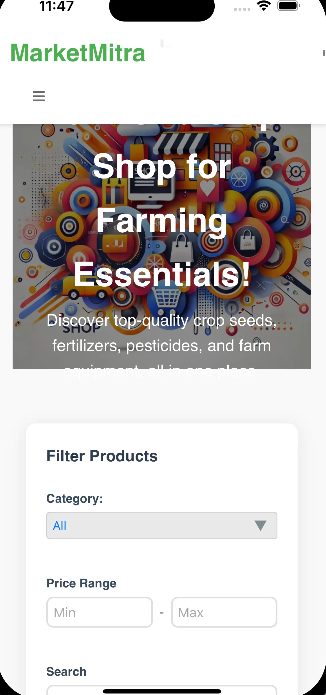 11:47
MarketMitra
Shop for
Farming
Essentials!
Discover top-quality crop seeds,
fertilizers, pesticides, and farm
equipment, all in one place.
Filter Products
Category:
All
Price Range
Min - Max
Search